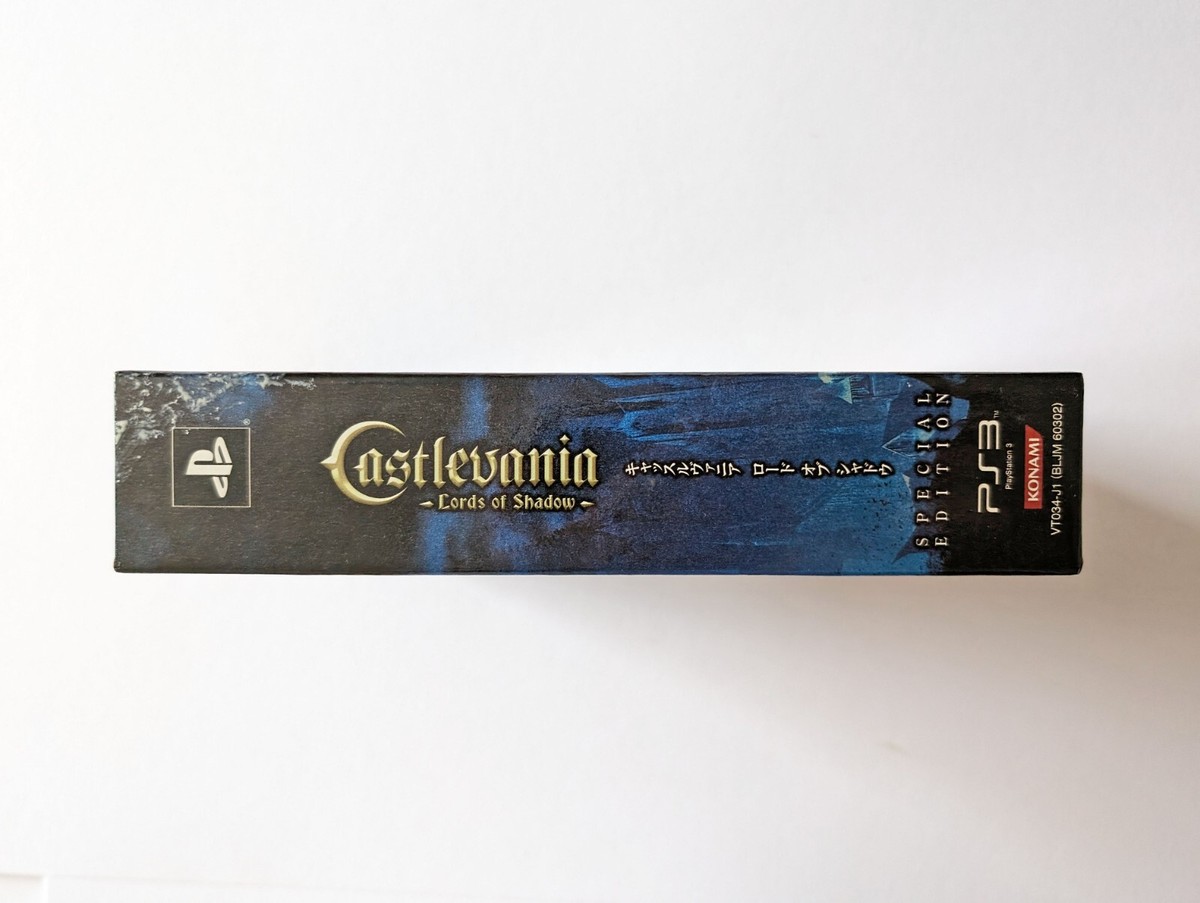 Castlevania
Lords of Shadow
キャッスルヴァニア ロード オブ シャドウ
SPECIAL
EDITION
PS3™
PlayStation 3
KONAMI
VT034-J1 (BLJM 60302)